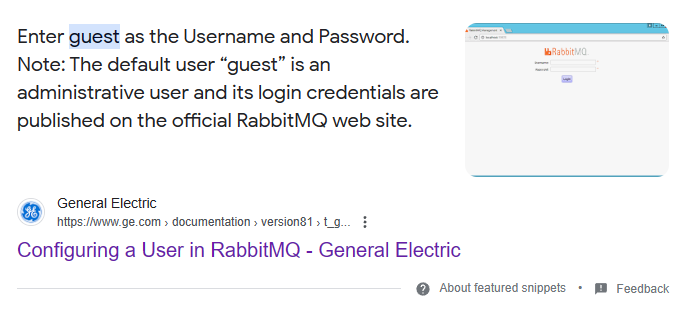 Enter guest as the Username and Password.
Note: The default user “guest” is an
administrative user and its login credentials are
published on the official RabbitMQ web site.
RabbitMQ
Username:
Password:
Login
General Electric
https://www.ge.com › documentation › version81 › t_g...
Configuring a User in RabbitMQ - General Electric
About featured snippets • Feedback